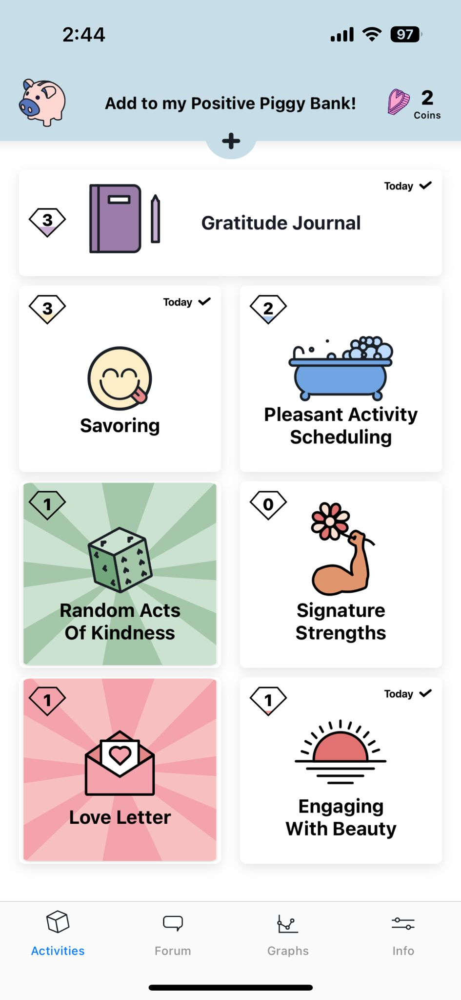 2:44
97
Add to my Positive Piggy Bank!
2
Coins
Today
3
Gratitude Journal
3
Today
Savoring
2
Pleasant Activity
Scheduling
1
Random Acts
Of Kindness
0
Signature
Strengths
1
Love Letter
1
Today
Engaging
With Beauty
Activities
Forum
Graphs
Info